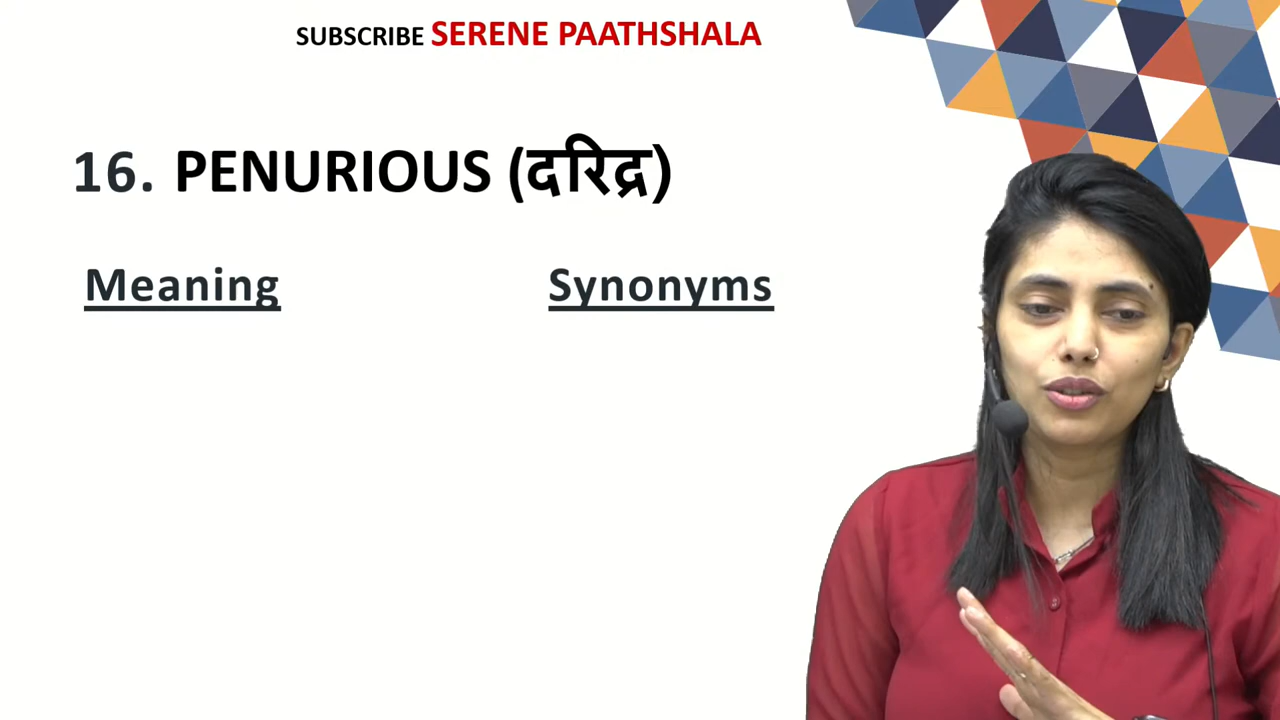 SUBSCRIBE SERENE PAATHSHALA
16. PENURIOUS (दरिद्र)
Meaning
Synonyms